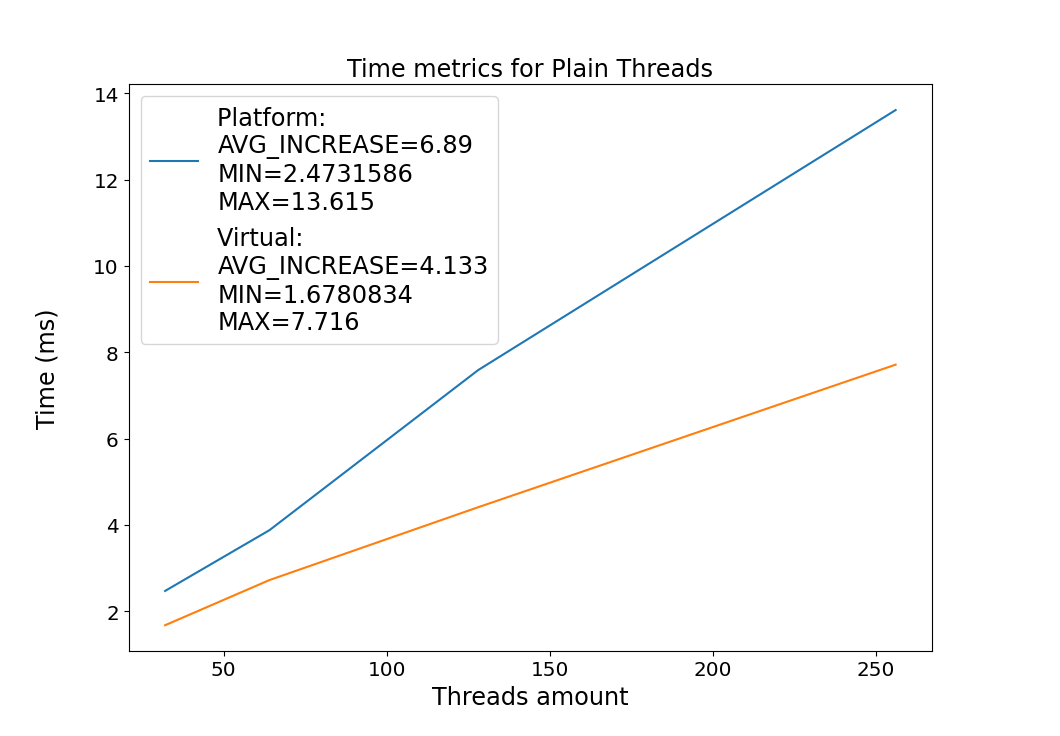 Time metrics for Plain Threads
Platform:
AVG_INCREASE=6.89
MIN=2.4731586
MAX=13.615
Virtual:
AVG_INCREASE=4.133
MIN=1.6780834
MAX=7.716
Time (ms)
14
12
10
8
6
4
2
50
100
150
200
250
Threads amount